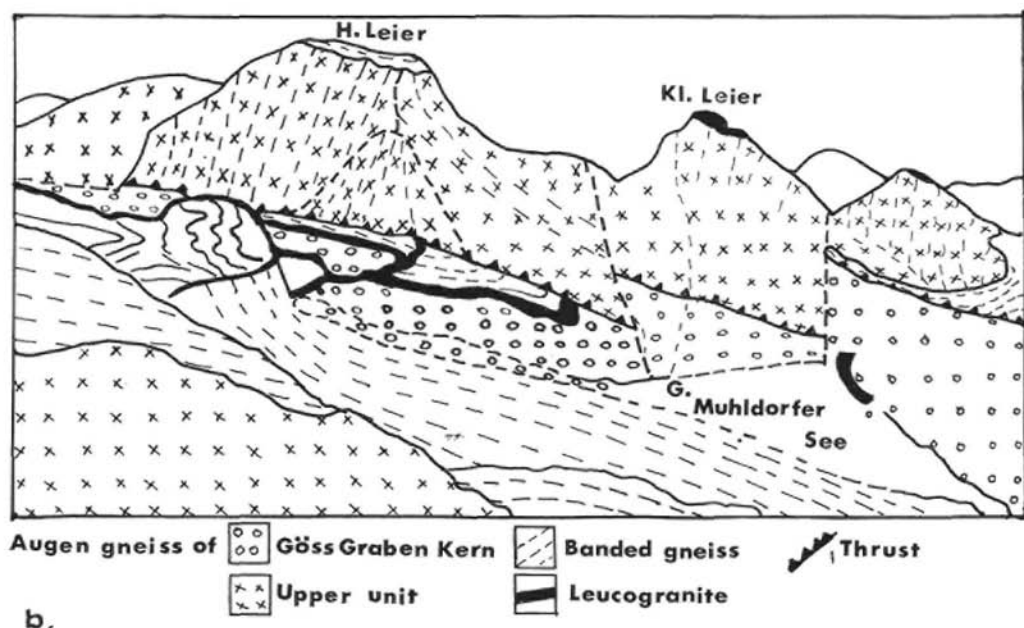 H. Leier
Kl. Leier
G.
Muhldorfer
See
Augen gneiss of
Göss Graben Kern
Banded gneiss
Thrust
Upper unit
Leucogranite
b.